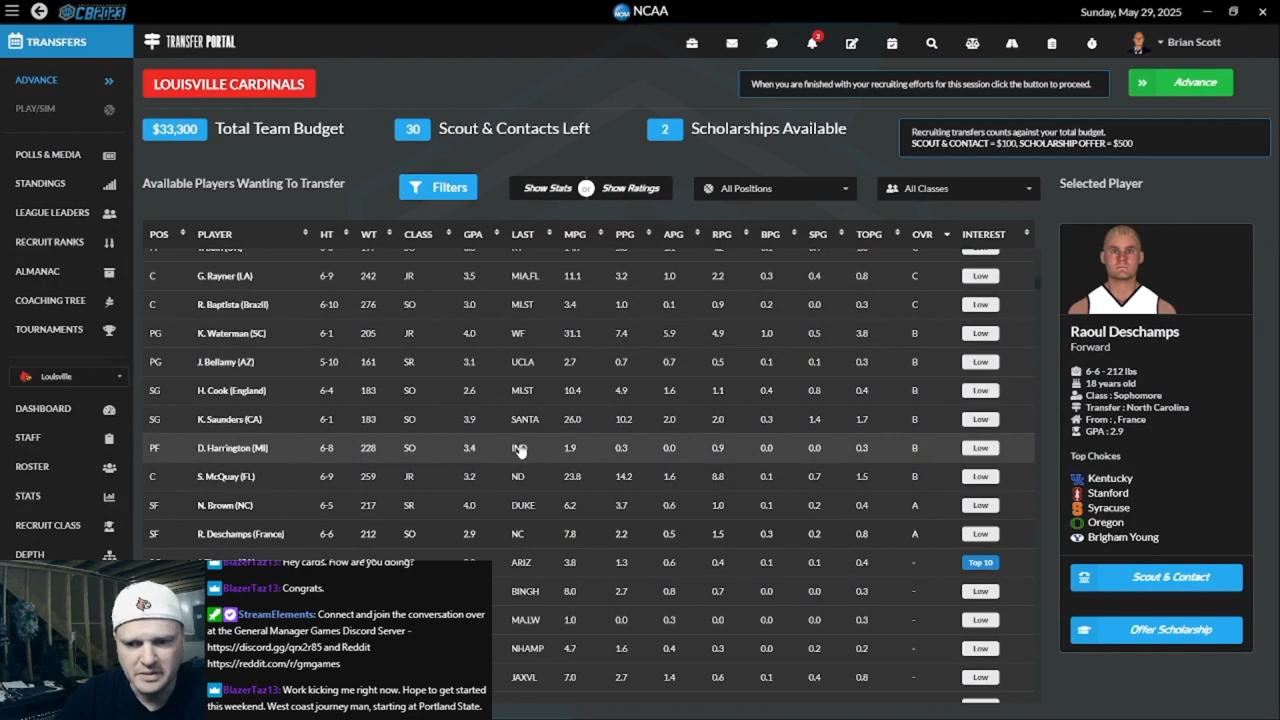 CB2023
NCAA
Sunday, May 29, 2025
TRANSFERS
TRANSFER PORTAL
2
Brian Scott
ADVANCE
PLAY/SIM
POLLS & MEDIA
STANDINGS
LEAGUE LEADERS
RECRUIT RANKS
ALMANAC
COACHING TREE
TOURNAMENTS
Louisville
DASHBOARD
STAFF
ROSTER
STATS
RECRUIT CLASS
DEPTH
LOUISVILLE CARDINALS
When you are finished with your recruiting efforts for this session click the button to proceed.
Advance
$33,300 Total Team Budget
30 Scout & Contacts Left
2 Scholarships Available
Recruiting transfers counts against your total budget.
SCOUT & CONTACT = $100, SCHOLARSHIP OFFER = $500
Available Players Wanting To Transfer
Filters
Show Stats or Show Ratings
All Positions
All Classes
POS PLAYER HT WT CLASS GPA LAST MPG PPG APG RPG BPG SPG TOPG OVR INTEREST
C G. Rayner (LA) 6-9 242 JR 3.5 MIA.FL 11.1 3.2 1.0 2.2 0.3 0.4 0.8 C Low
C R. Baptista (Brazil) 6-10 276 SO 3.0 MI.ST 3.4 1.0 0.1 0.9 0.2 0.0 0.3 C Low
PG K. Waterman (SC) 6-1 205 JR 4.0 WF 31.1 7.4 5.9 4.9 1.0 0.5 3.8 B Low
PG J. Bellamy (AZ) 5-10 161 SR 3.1 UCLA 2.7 0.7 0.7 0.5 0.1 0.1 0.3 B Low
SG H. Cook (England) 6-4 183 SO 3.4 MI.ST 10.4 4.9 1.6 1.1 0.4 0.8 0.4 B Low
SG K. Saunders (CA) 6-1 183 SO 3.9 SANTA 26.0 10.2 2.0 2.0 0.3 1.4 1.7 B Low
PF D. Harrington (MI) 6-8 228 SO 3.4 1.9 0.3 0.0 0.9 0.0 0.0 0.3 B Low
C S. McQuay (FL) 6-9 259 JR 3.2 ND 23.8 14.2 1.6 8.8 0.1 0.7 1.5 B Low
SF N. Brown (NC) 6-5 217 SR 4.0 DUKE 6.2 3.7 0.6 1.0 0.1 0.2 0.4 A Low
SF R. Deschamps (France) 6-6 212 SO 2.9 NC 7.8 2.2 0.5 1.5 0.3 0.2 0.8 A Low
ARIZ 3.8 1.3 0.6 0.4 0.1 0.1 0.4 - Top 10
BINGH 8.0 2.7 0.8 0.7 0.0 0.1 0.3 - Low
MA.LW 1.0 0.0 0.3 0.0 0.0 0.0 0.0 - Low
NHAMP 4.7 1.6 0.4 0.3 0.0 0.2 0.2 - Low
JAXVL 7.0 2.7 1.4 0.6 0.1 0.6 0.8 - Low
Selected Player
Raoul Deschamps
Forward
6-6 - 212 lbs
18 years old
Class : Sophomore
Transfer : North Carolina
From : , France
GPA : 2.9
Top Choices
Kentucky
Stanford
Syracuse
Oregon
Brigham Young
Scout & Contact
Offer Scholarship
BlazerTaz13: Hey cards. How are you doing?
BlazerTaz13: Congrats.
StreamElements: Connect and join the conversation over
at the General Manager Games Discord Server -
https://discord.gg/qrx2r85 and Reddit
https://reddit.com/r/gmgames
BlazerTaz13: Work kicking me right now. Hope to get started
this weekend. West coast journey man, starting at Portland State.